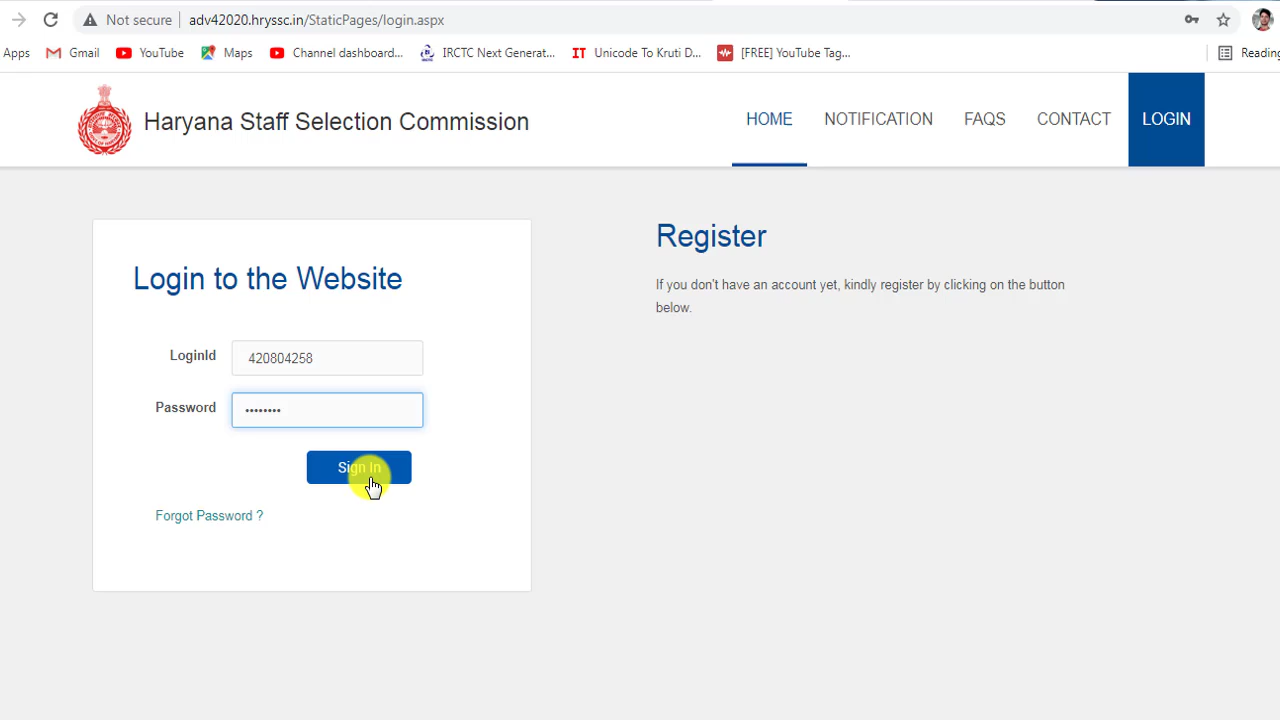 Not secure | adv42020.hryssc.in/StaticPages/login.aspx
Apps Gmail YouTube Maps Channel dashboard... IRCTC Next Generat... IT Unicode To Kruti D... [FREE] YouTube Tag... Reading
Haryana Staff Selection Commission
HOME NOTIFICATION FAQS CONTACT LOGIN
Login to the Website
LoginId 420804258
Password ••••••••
Sign In
Forgot Password ?
Register
If you don't have an account yet, kindly register by clicking on the button
below.